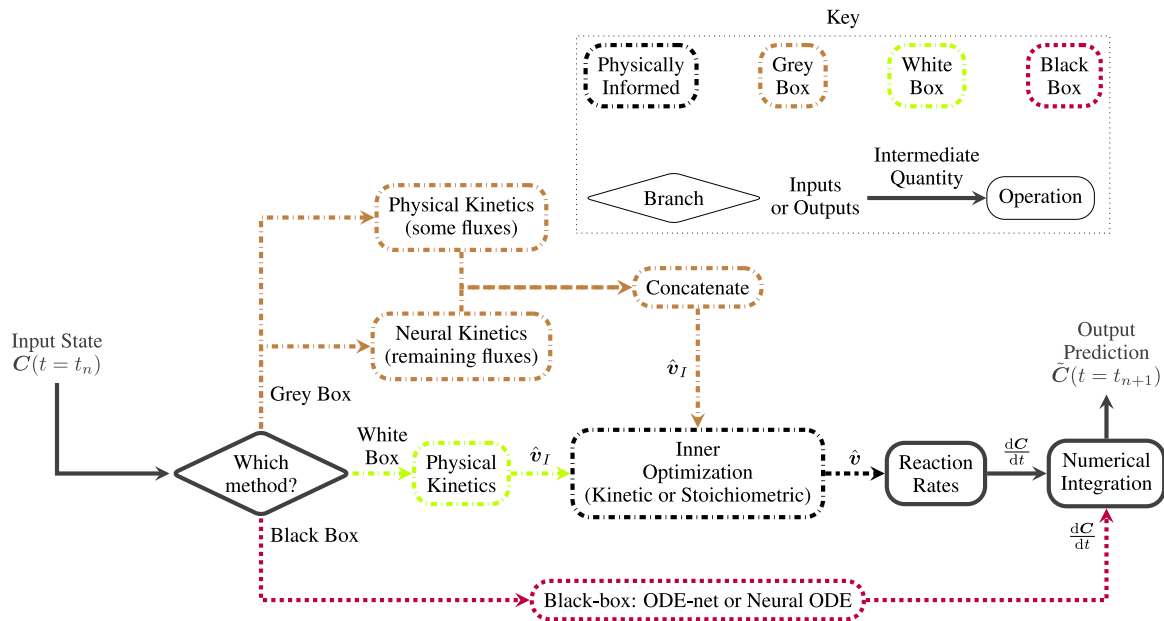 Key
Physically
Informed
Grey
Box
White
Box
Black
Box
Branch
Inputs
or Outputs
Intermediate
Quantity
Operation
Physical Kinetics
(some fluxes)
Concatenate
Neural Kinetics
(remaining fluxes)
Input State
C(t = tₙ)
Output
Prediction
C̃(t = tₙ₊₁)
v̂_I
Grey Box
Which
method?
White
Box
Physical
Kinetics
v̂_I
Inner
Optimization
(Kinetic or Stoichiometric)
v̂
Reaction
Rates
dC/dt
Numerical
Integration
Black Box
dC/dt
Black-box: ODE-net or Neural ODE